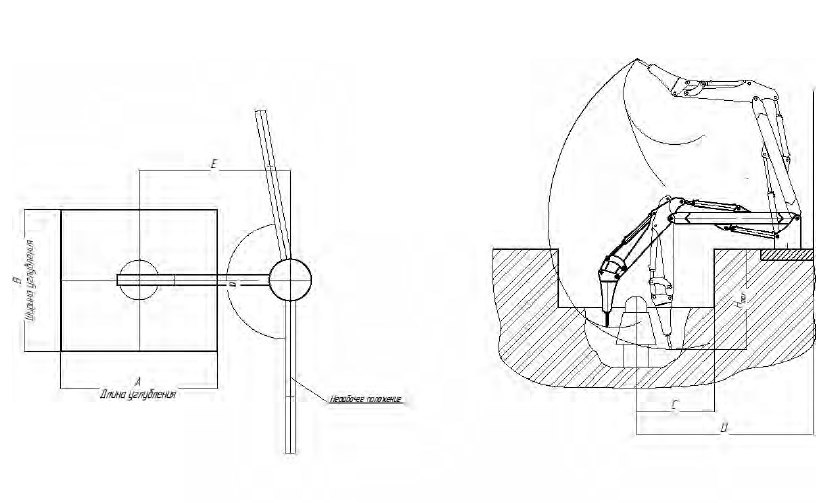 E
B
Ширина углубления
α
A
Длина углубления
Нерабочее положение
C
D